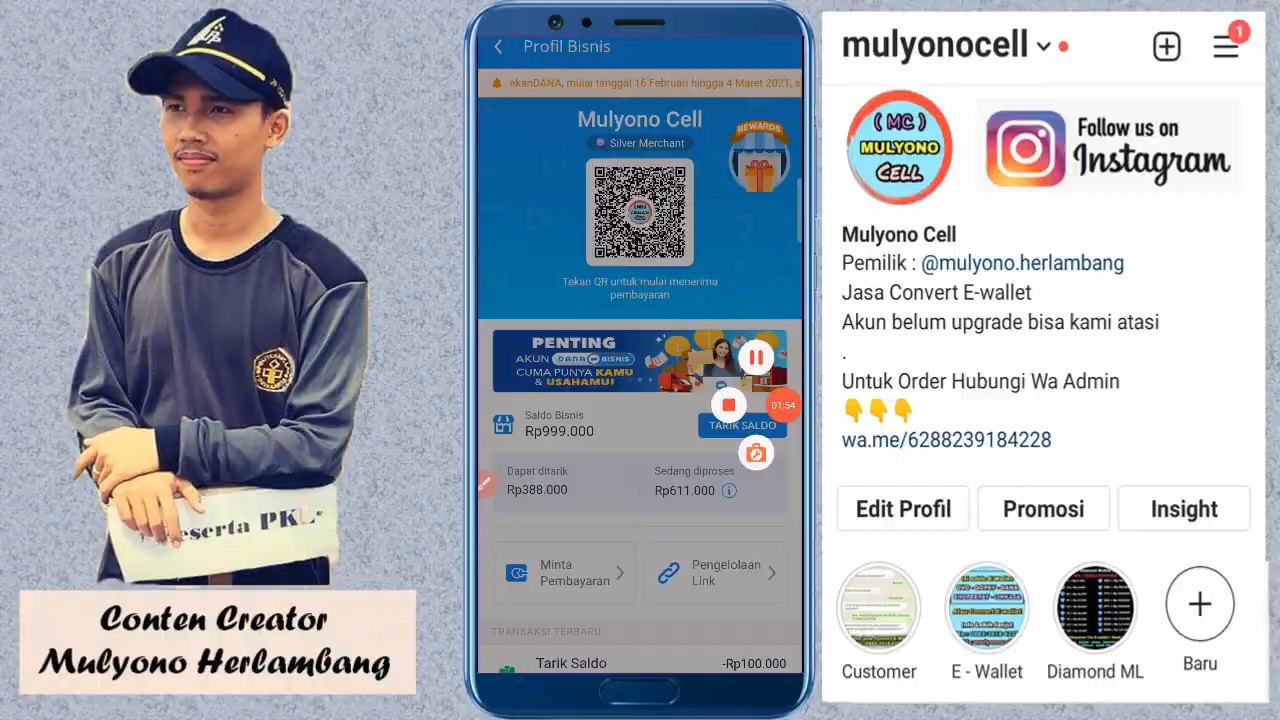 Peserta PKL
Conten Creator
Mulyono Herlambang
Profil Bisnis
ekanDANA, mulai tanggal 16 Februari hingga 4 Maret 2021, s
Mulyono Cell
Silver Merchant
REWARDS
Tekan QR untuk mulai menerima
pembayaran
PENTING
AKUN DANA BISNIS
CUMA PUNYA KAMU
& USAHAMU!
Saldo Bisnis
Rp999.000
TARIK SALDO
01:54
Dapat ditarik
Rp388.000
Sedang diproses
Rp611.000
Minta
Pembayaran
Pengelolaan
Link
TRANSAKSI TERBARU
Tarik Saldo
-Rp100.000
mulyonocell
1
( MC )
MULYONO
CELL
Follow us on
Instagram
Mulyono Cell
Pemilik : @mulyono.herlambang
Jasa Convert E-wallet
Akun belum upgrade bisa kami atasi
.
Untuk Order Hubungi Wa Admin
👇👇👇
wa.me/6288239184228
Edit Profil
Promosi
Insight
Customer
E - Wallet
Diamond ML
Baru